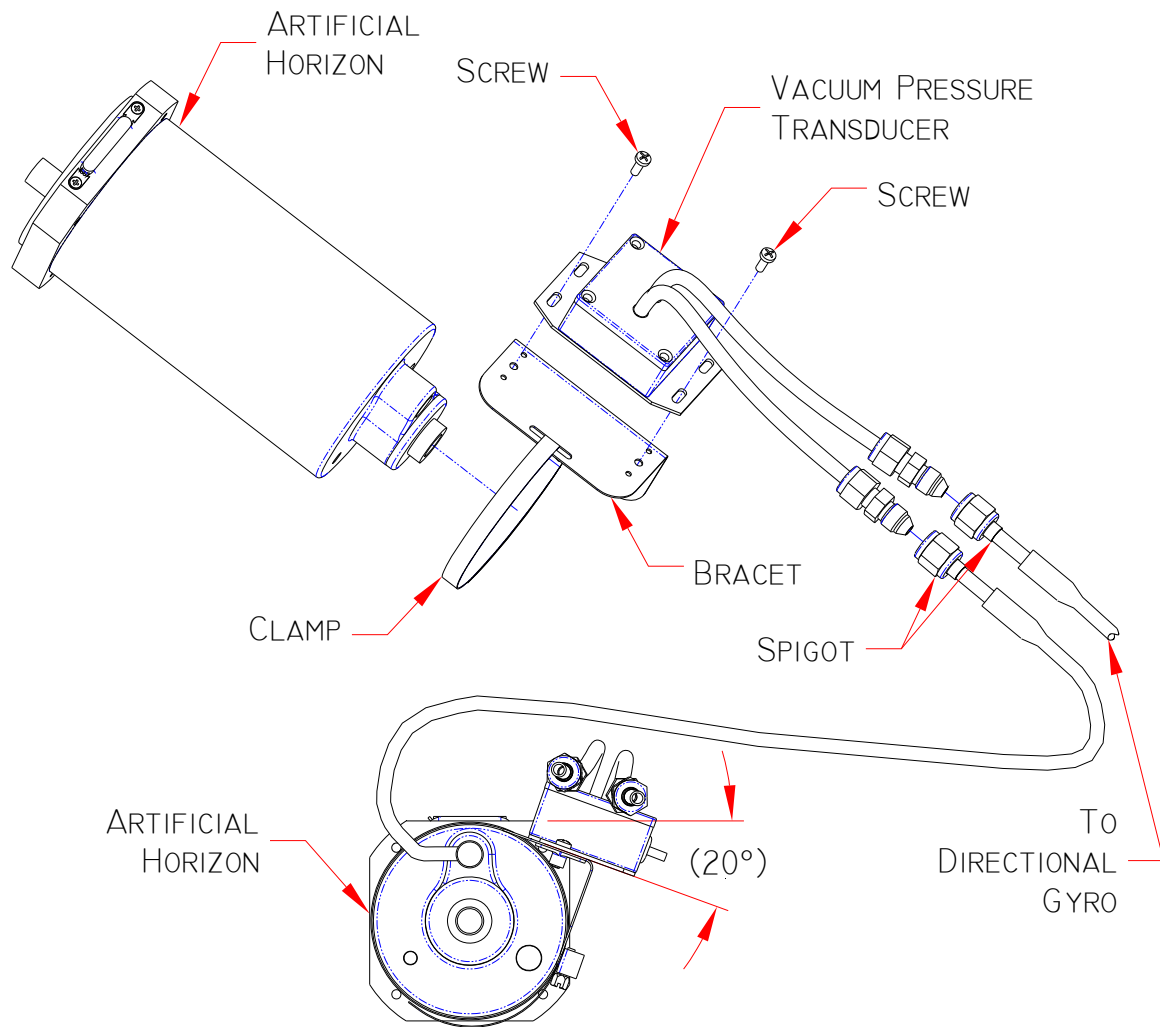 ARTIFICIAL
HORIZON
SCREW
VACUUM PRESSURE
TRANSDUCER
SCREW
BRACET
CLAMP
SPIGOT
ARTIFICIAL
HORIZON
(20°)
TO
DIRECTIONAL
GYRO